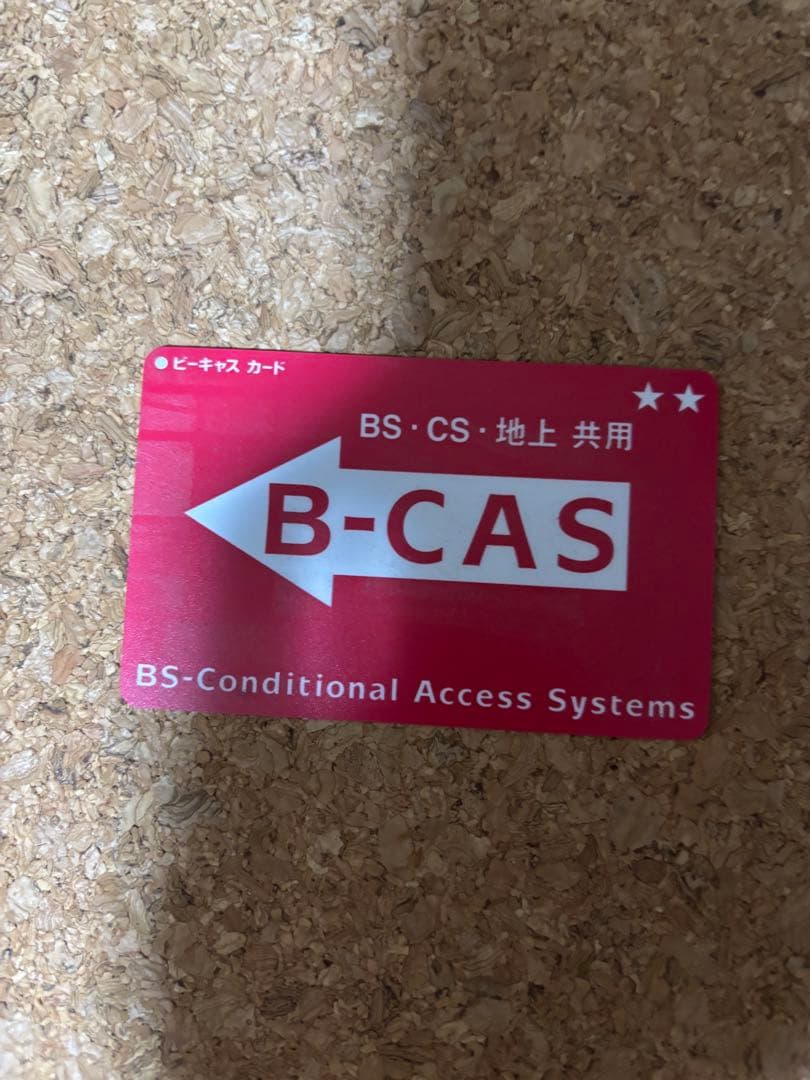 ●ビーキャス カード
★★
BS・CS・地上 共用
B-CAS
BS-Conditional Access Systems